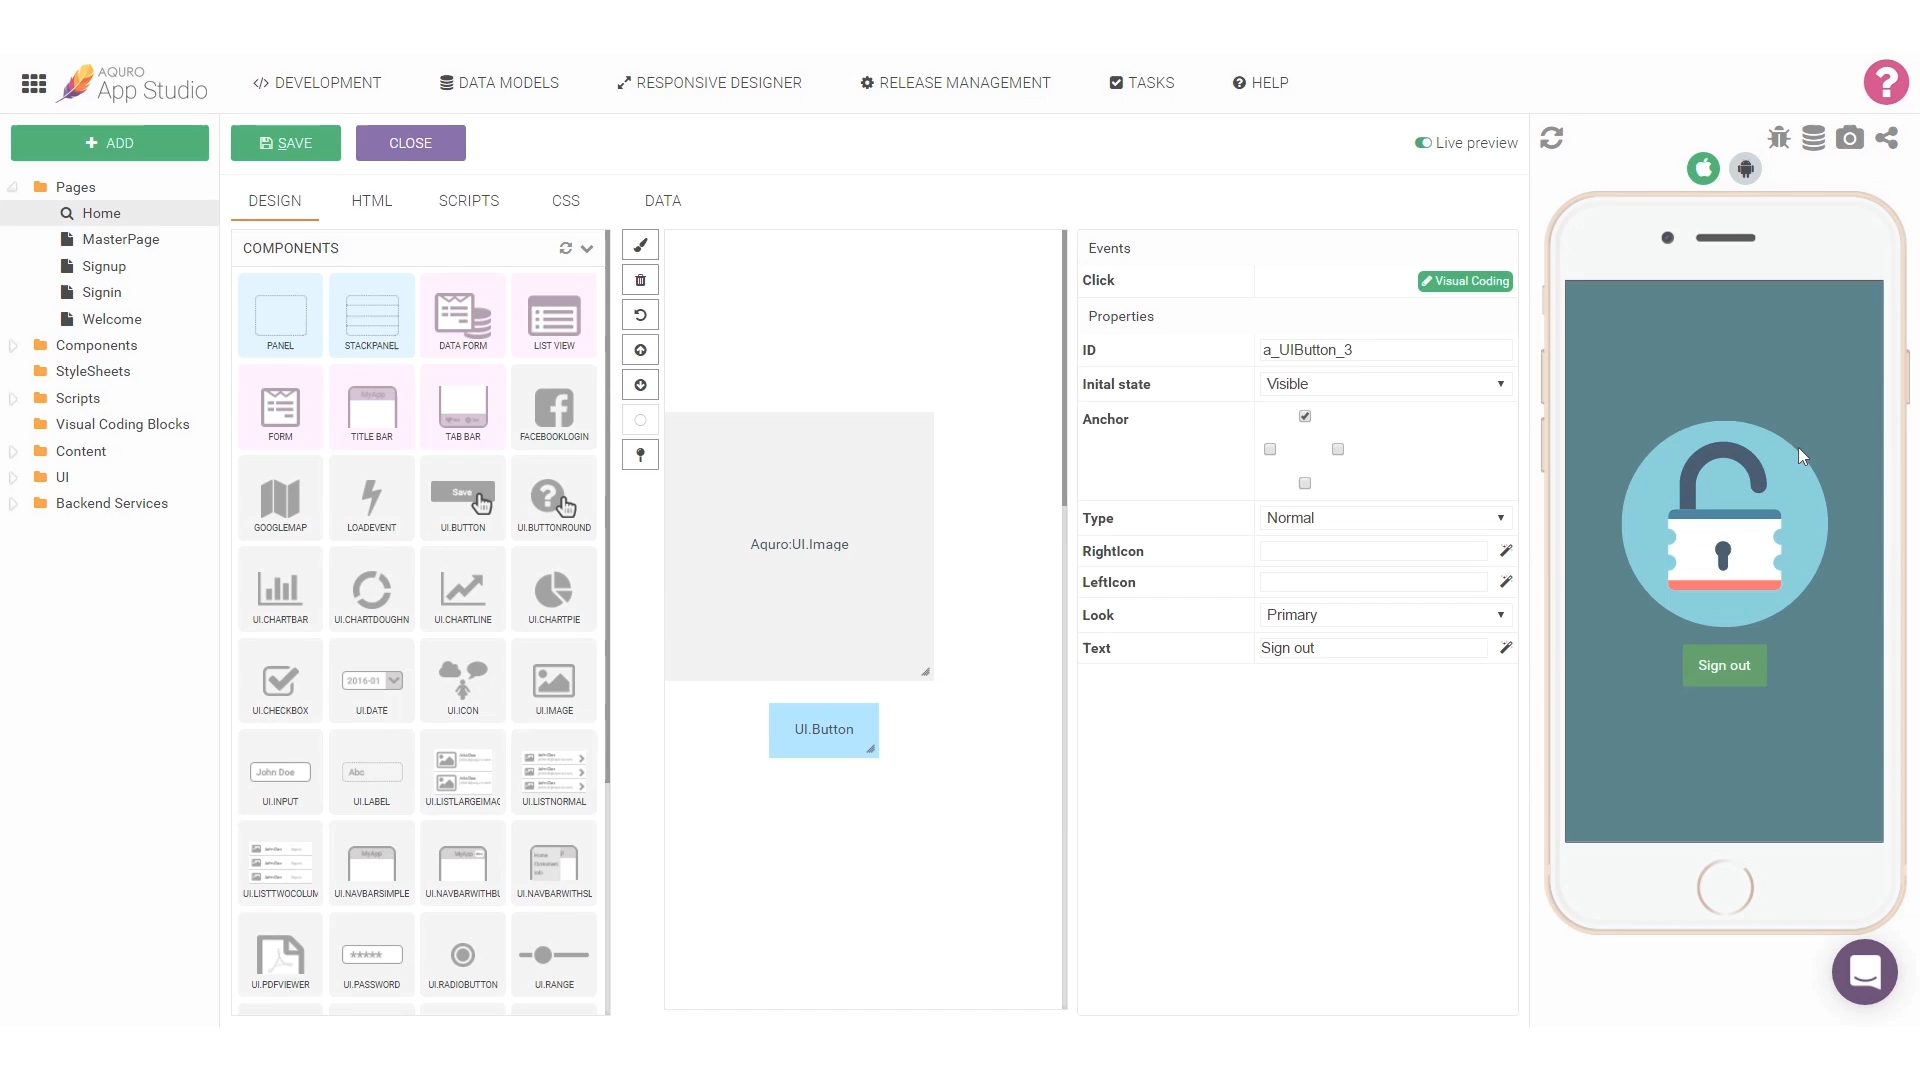 AQURO
App Studio
DEVELOPMENT
DATA MODELS
RESPONSIVE DESIGNER
RELEASE MANAGEMENT
TASKS
HELP
ADD
SAVE
CLOSE
Live preview
Pages
Home
MasterPage
Signup
Signin
Welcome
Components
StyleSheets
Scripts
Visual Coding Blocks
Content
UI
Backend Services
DESIGN
HTML
SCRIPTS
CSS
DATA
COMPONENTS
PANEL
STACKPANEL
DATA FORM
LIST VIEW
FORM
MyApp
TITLE BAR
TAB BAR
FACEBOOKLOGIN
GOOGLEMAP
LOADEVENT
Save
UI.BUTTON
UI.BUTTONROUND
UI.CHARTBAR
UI.CHARTDOUGHN
UI.CHARTLINE
UI.CHARTPIE
UI.CHECKBOX
2016-01
UI.DATE
UI.ICON
UI.IMAGE
John Doe
UI.INPUT
Abc
UI.LABEL
UI.LISTLARGEIMAG
UI.LISTNORMAL
UI.LISTTWOCOLUM
MyApp
UI.NAVBARSIMPLE
MyApp
UI.NAVBARWITHBU
UI.NAVBARWITHSL
UI.PDFVIEWER
*****
UI.PASSWORD
UI.RADIOBUTTON
UI.RANGE
Aquro:UI.Image
UI.Button
Events
Click
Visual Coding
Properties
ID
a_UIButton_3
Inital state
Visible
Anchor
Type
Normal
RightIcon
LeftIcon
Look
Primary
Text
Sign out
Sign out